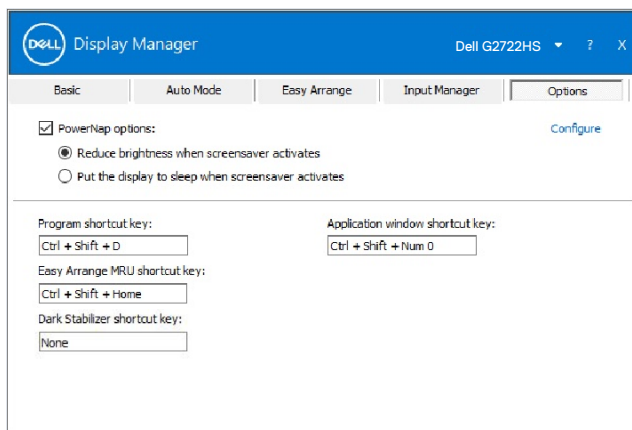 DELL Display Manager
Dell G2722HS ? X
Basic Auto Mode Easy Arrange Input Manager Options
PowerNap options: Configure
Reduce brightness when screensaver activates
Put the display to sleep when screensaver activates
Program shortcut key: Application window shortcut key:
Ctrl + Shift + D Ctrl + Shift + Num 0
Easy Arrange MRU shortcut key:
Ctrl + Shift + Home
Dark Stabilizer shortcut key:
None